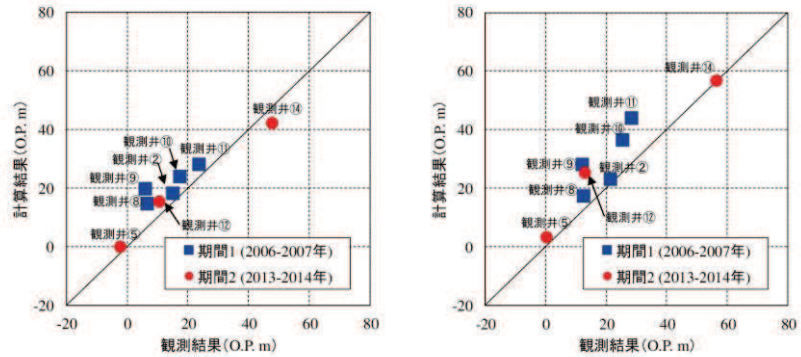 80
60
40
20
0
-20
計算結果(O.P. m)
観測井⑭
観測井⑩
観測井⑪
観測井②
観測井⑨
観測井⑧
観測井⑫
観測井⑤
期間1 (2006-2007年)
期間2 (2013-2014年)
-20 0 20 40 60 80
観測結果(O.P. m)
80
60
40
20
0
-20
計算結果(O.P. m)
観測井⑭
観測井⑪
観測井⑩
観測井⑨
観測井②
観測井⑧
観測井⑫
観測井⑤
期間1 (2006-2007年)
期間2 (2013-2014年)
-20 0 20 40 60 80
観測結果(O.P. m)